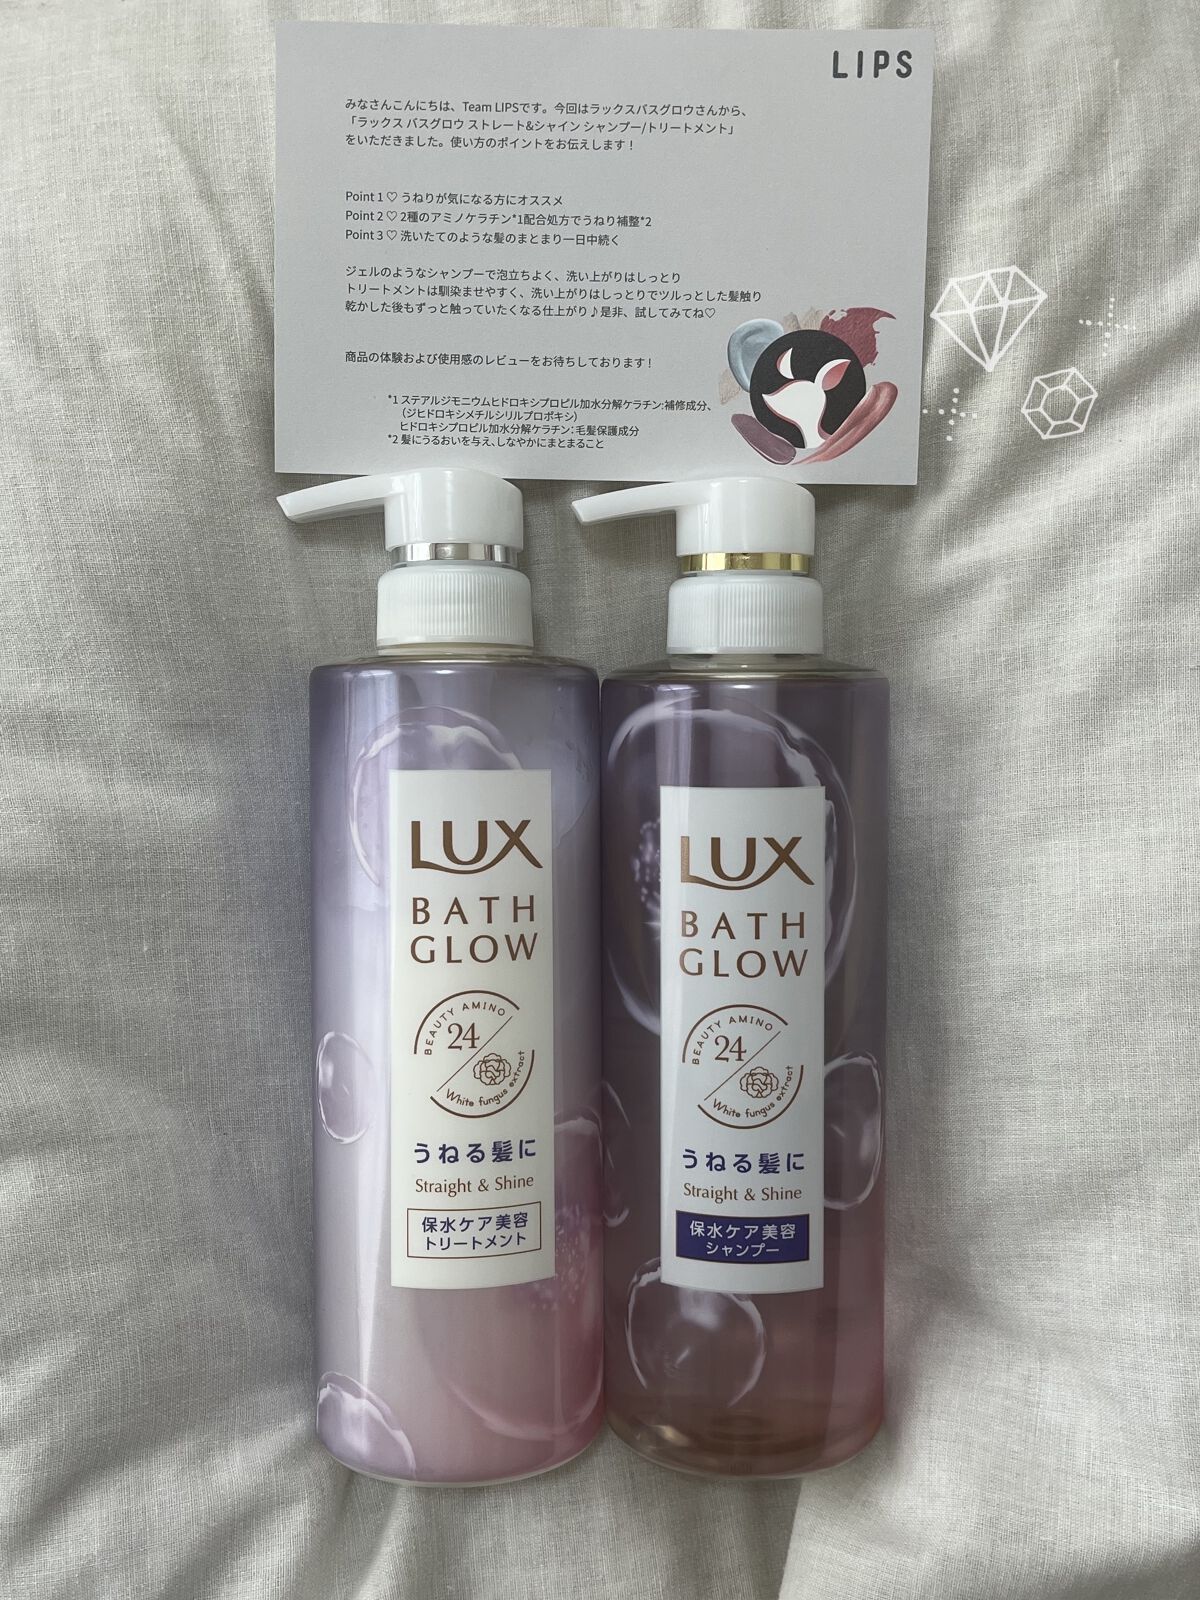 LIPS
みなさんこんにちは、Team LIPSです。今回はラックスバスグロウさんから、
「ラックス バスグロウ ストレート&シャイン シャンプー/トリートメント」
をいただきました。使い方のポイントをお伝えします！
Point 1 ♡ うねりが気になる方にオススメ
Point 2 ♡ 2種のアミノケラチン*1配合処方でうねり補整*2
Point 3 ♡ 洗いたてのような髪のまとまり一日中続く
ジェルのようなシャンプーで泡立ちよく、洗い上がりはしっとり
トリートメントは馴染ませやすく、洗い上がりはしっとりでツルっとした髪触り
乾かした後もずっと触っていたくなる仕上がり♪是非、試してみてね♡
商品の体験および使用感のレビューをお待ちしております！
*1 ステアルジモニウムヒドロキシプロピル加水分解ケラチン:補修成分、
（ジヒドロキシメチルシリルプロポキシ）
ヒドロキシプロピル加水分解ケラチン：毛髪保護成分
*2 髪にうるおいを与え、しなやかにまとまること
LUX
BATH
GLOW
BEAUTY AMINO
24
White fungus extract
うねる髪に
Straight & Shine
保水ケア美容
トリートメント
LUX
BATH
GLOW
BEAUTY AMINO
24
White fungus extract
うねる髪に
Straight & Shine
保水ケア美容
シャンプー